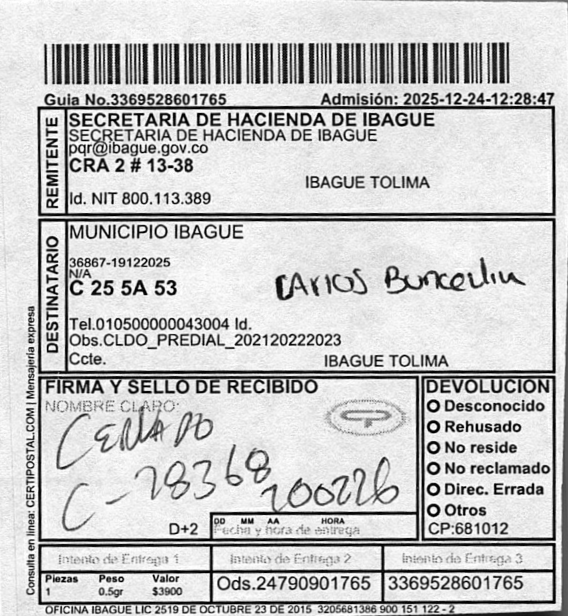 Guia No.3369528601765 Admisión: 2025-12-24-12:28:47
REMITENTE
SECRETARIA DE HACIENDA DE IBAGUE
SECRETARIA DE HACIENDA DE IBAGUE
pqr@ibague.gov.co
CRA 2 # 13-38
IBAGUE TOLIMA
Id. NIT 800.113.389
DESTINATARIO
MUNICIPIO IBAGUE
36867-19122025
N/A
C 25 5A 53
CArlos
Tel.010500000043004 Id.
Obs.CLDO_PREDIAL_202120222023
Ccte. IBAGUE TOLIMA
Consulta en linea: CERTIPOSTAL.COM | Mensajería expresa
FIRMA Y SELLO DE RECIBIDO
NOMBRE CLARO:
CERRADO
C-28368
200226
D+2
DD MM AA HORA
Fecha y hora de entrega
DEVOLUCIÓN
Desconocido
Rehusado
No reside
No reclamado
Direc. Errada
Otros
CP:681012
Intento de Entrega 1 Intento de Entrega 2 Intento de Entrega 3
Piezas Peso Valor
1 0.5gr $3900
Ods.24790901765 3369528601765
OFICINA IBAGUE LIC 2519 DE OCTUBRE 23 DE 2015 3205681386 900 151 122 - 2